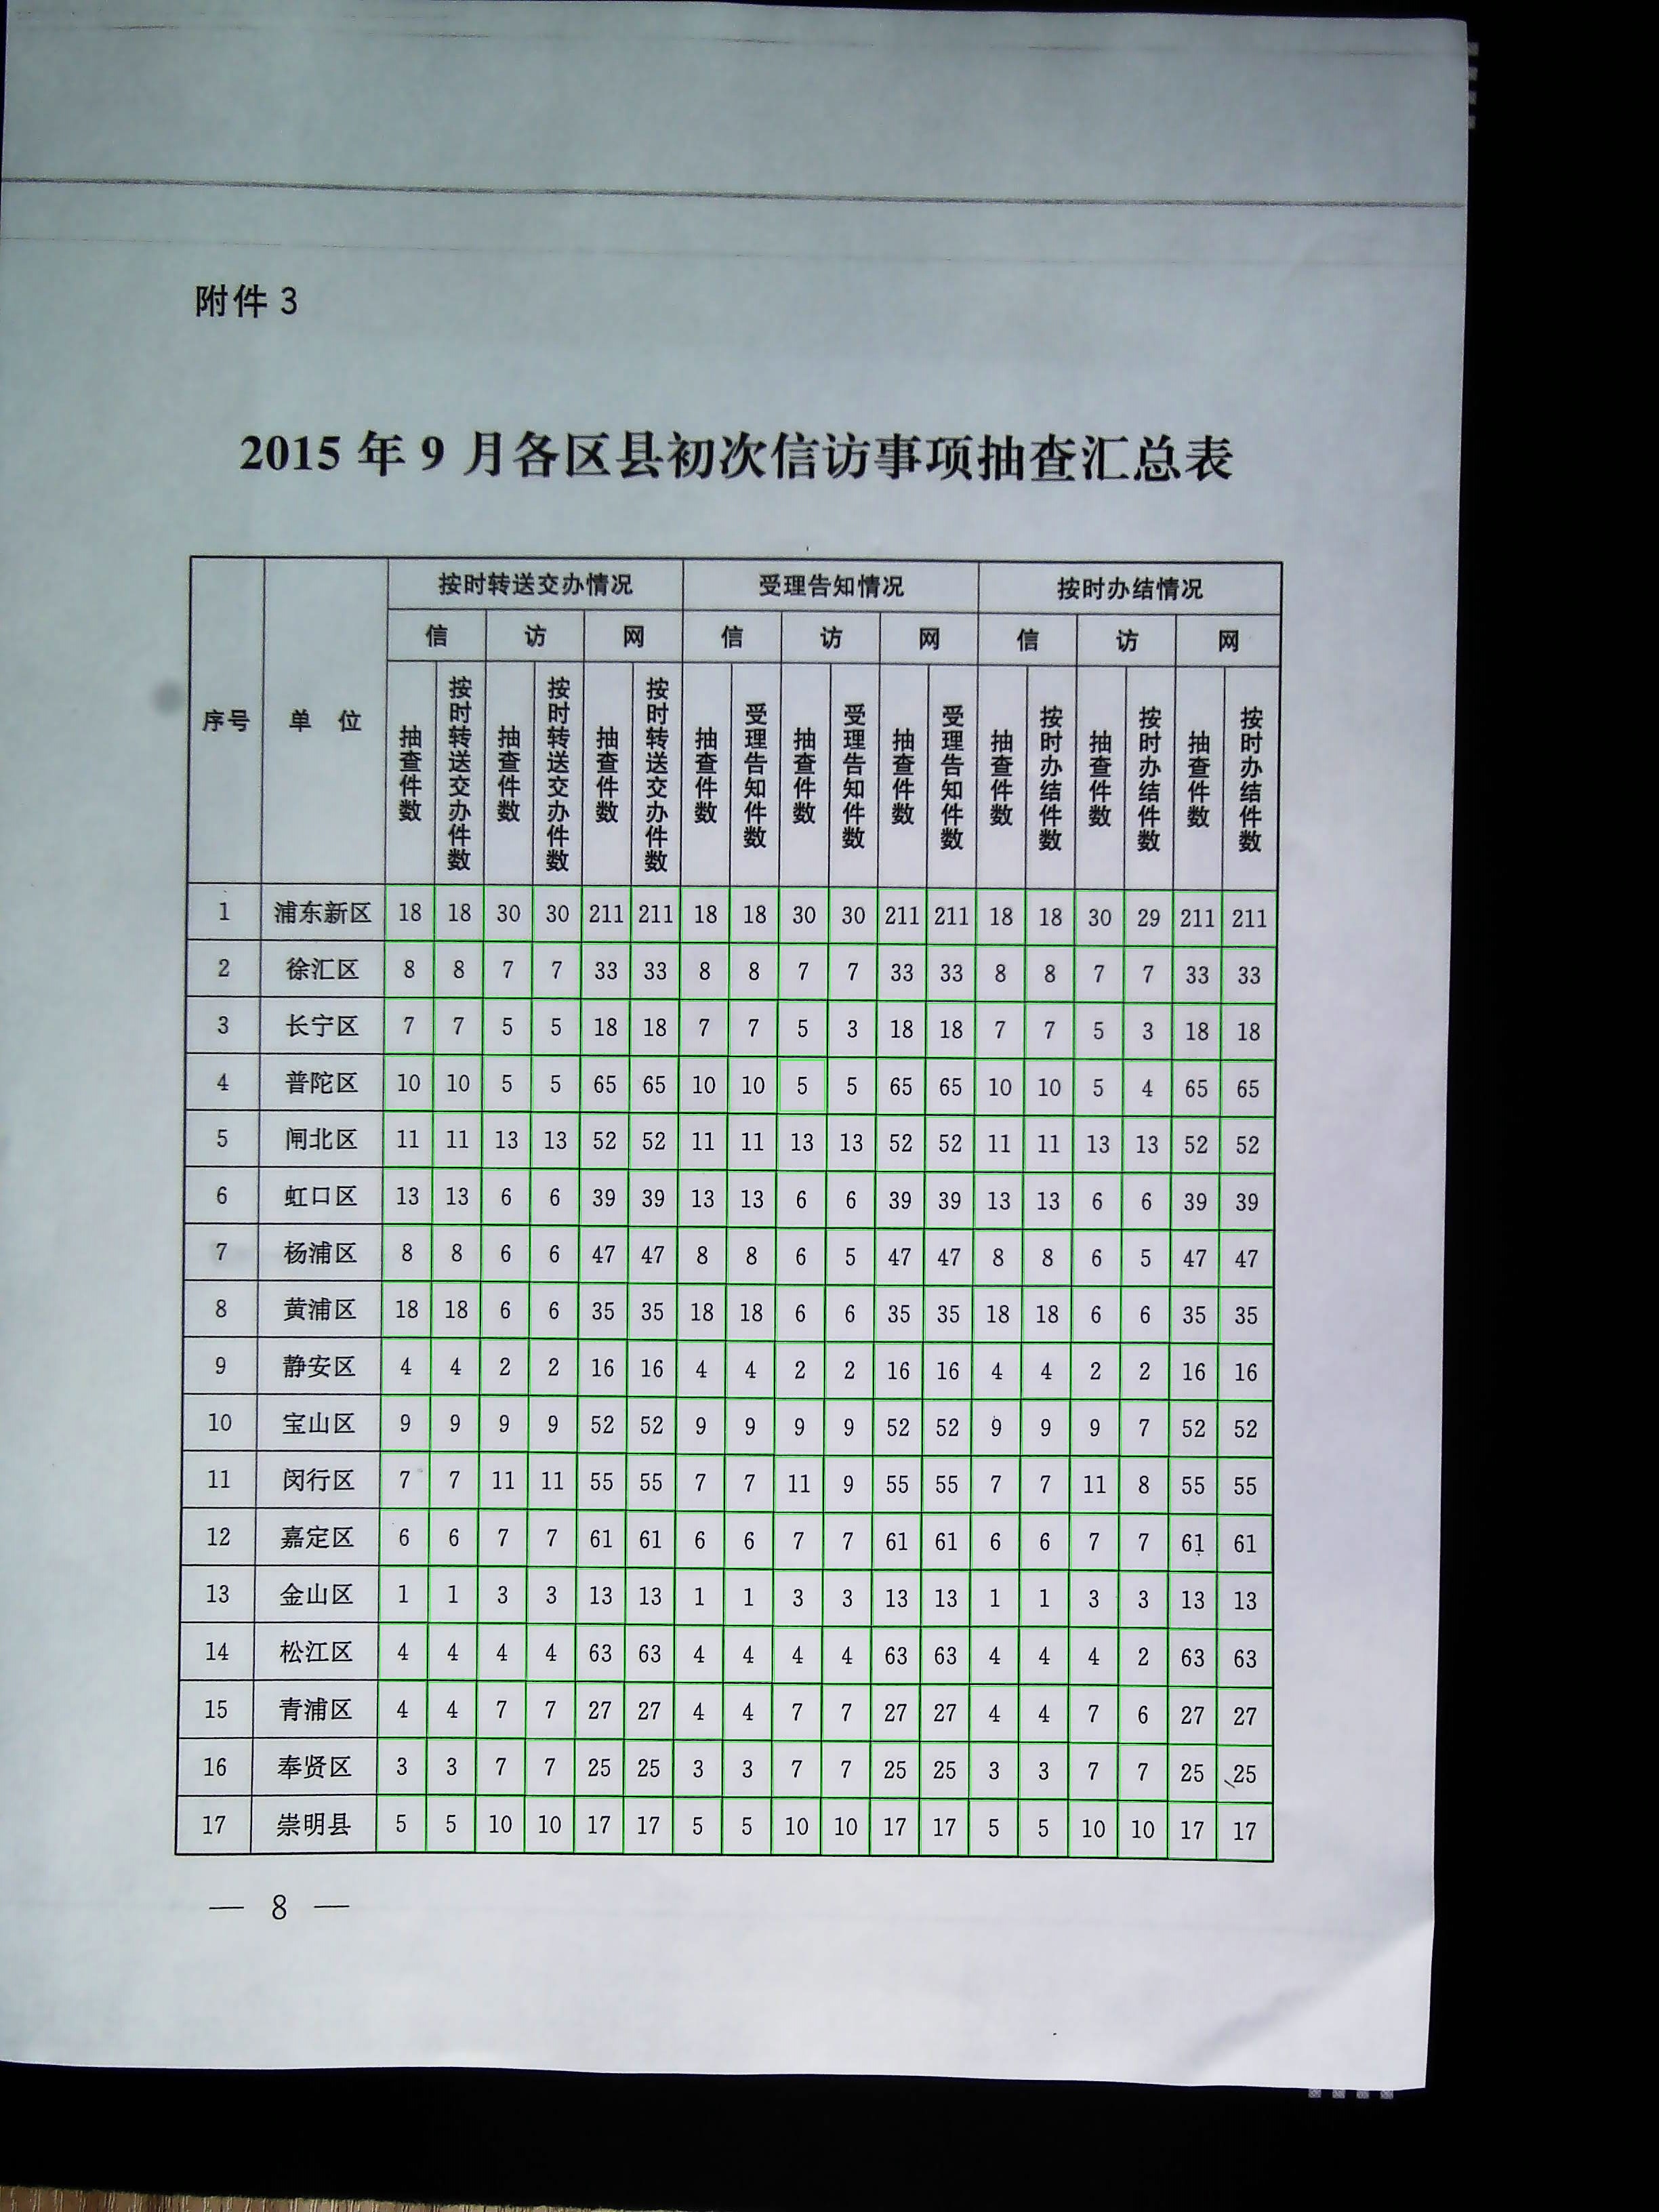 附件 3
2015 年 9 月各区县初次信访事项抽查汇总表
序号 单 位 按时转送交办情况 受理告知情况 按时办结情况
信 访 网 信 访 网 信 访 网
抽查件数 按时转送交办件数 抽查件数 按时转送交办件数 抽查件数 按时转送交办件数 抽查件数 受理告知件数 抽查件数 受理告知件数 抽查件数 受理告知件数 抽查件数 按时办结件数 抽查件数 按时办结件数 抽查件数 按时办结件数
1 浦东新区 18 18 30 30 211 211 18 18 30 30 211 211 18 18 30 29 211 211
2 徐汇区 8 8 7 7 33 33 8 8 7 7 33 33 8 8 7 7 33 33
3 长宁区 7 7 5 5 18 18 7 7 5 3 18 18 7 7 5 3 18 18
4 普陀区 10 10 5 5 65 65 10 10 5 5 65 65 10 10 5 4 65 65
5 闸北区 11 11 13 13 52 52 11 11 13 13 52 52 11 11 13 13 52 52
6 虹口区 13 13 6 6 39 39 13 13 6 6 39 39 13 13 6 6 39 39
7 杨浦区 8 8 6 6 47 47 8 8 6 5 47 47 8 8 6 5 47 47
8 黄浦区 18 18 6 6 35 35 18 18 6 6 35 35 18 18 6 6 35 35
9 静安区 4 4 2 2 16 16 4 4 2 2 16 16 4 4 2 2 16 16
10 宝山区 9 9 9 9 52 52 9 9 9 9 52 52 9 9 9 7 52 52
11 闵行区 7 7 11 11 55 55 7 7 11 9 55 55 7 7 11 8 55 55
12 嘉定区 6 6 7 7 61 61 6 6 7 7 61 61 6 6 7 7 61 61
13 金山区 1 1 3 3 13 13 1 1 3 3 13 13 1 1 3 3 13 13
14 松江区 4 4 4 4 63 63 4 4 4 4 63 63 4 4 4 2 63 63
15 青浦区 4 4 7 7 27 27 4 4 7 7 27 27 4 4 7 6 27 27
16 奉贤区 3 3 7 7 25 25 3 3 7 7 25 25 3 3 7 7 25 25
17 崇明县 5 5 10 10 17 17 5 5 10 10 17 17 5 5 10 10 17 17
— 8 —